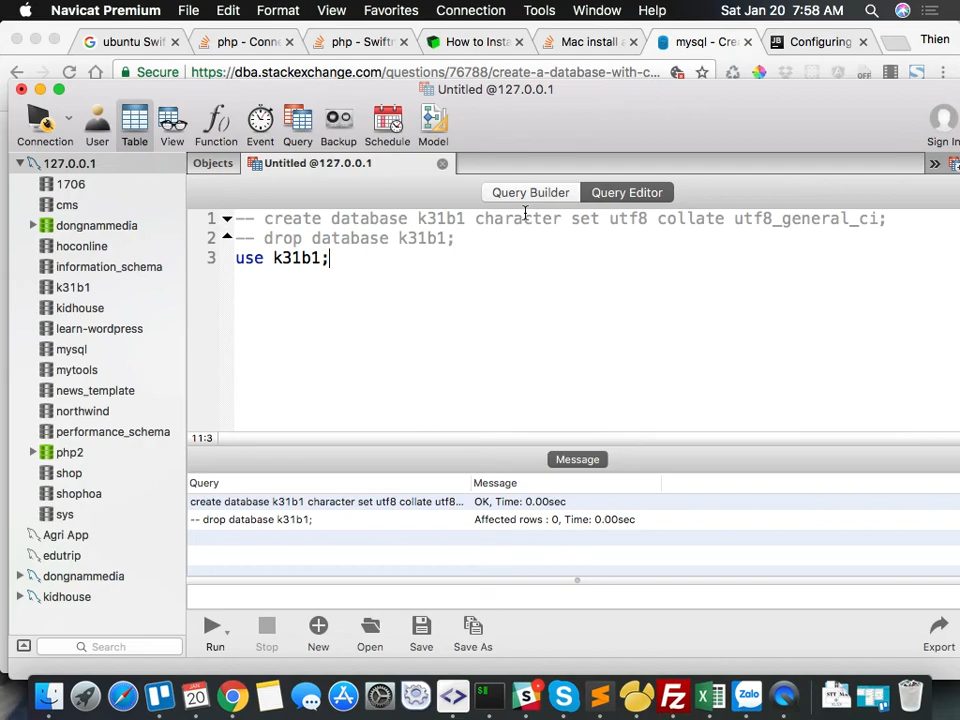 Navicat Premium File Edit View Favorites Connection Tools Window Help Sat Jan 20 7:58 AM
ubuntu Swif php - Conne php - Swiftm How to Insta Mac install a mysql - Cre Configuring Thien
Secure https://dba.stackexchange.com/questions/76788/create-a-database-with-c... OFF
Untitled @127.0.0.1
Connection User Table View Function Event Query Backup Schedule Model Sign In
127.0.0.1 Objects Untitled @127.0.0.1 »
1706
cms
dongnammedia
hoconline
information_schema
k31b1
kidhouse
learn-wordpress
mysql
mytools
news_template
northwind
performance_schema
php2
shop
shophoa
sys
Agri App
edutrip
dongnammedia
kidhouse
Search
Query Builder Query Editor
1 -- create database k31b1 character set utf8 collate utf8_general_ci;
2 -- drop database k31b1;
3 use k31b1;
11:3
Message
Query Message
create database k31b1 character set utf8 collate utf8... OK, Time: 0.00sec
-- drop database k31b1; Affected rows : 0, Time: 0.00sec
Run Stop New Open Save Save As Export
JAN
20
Zalo